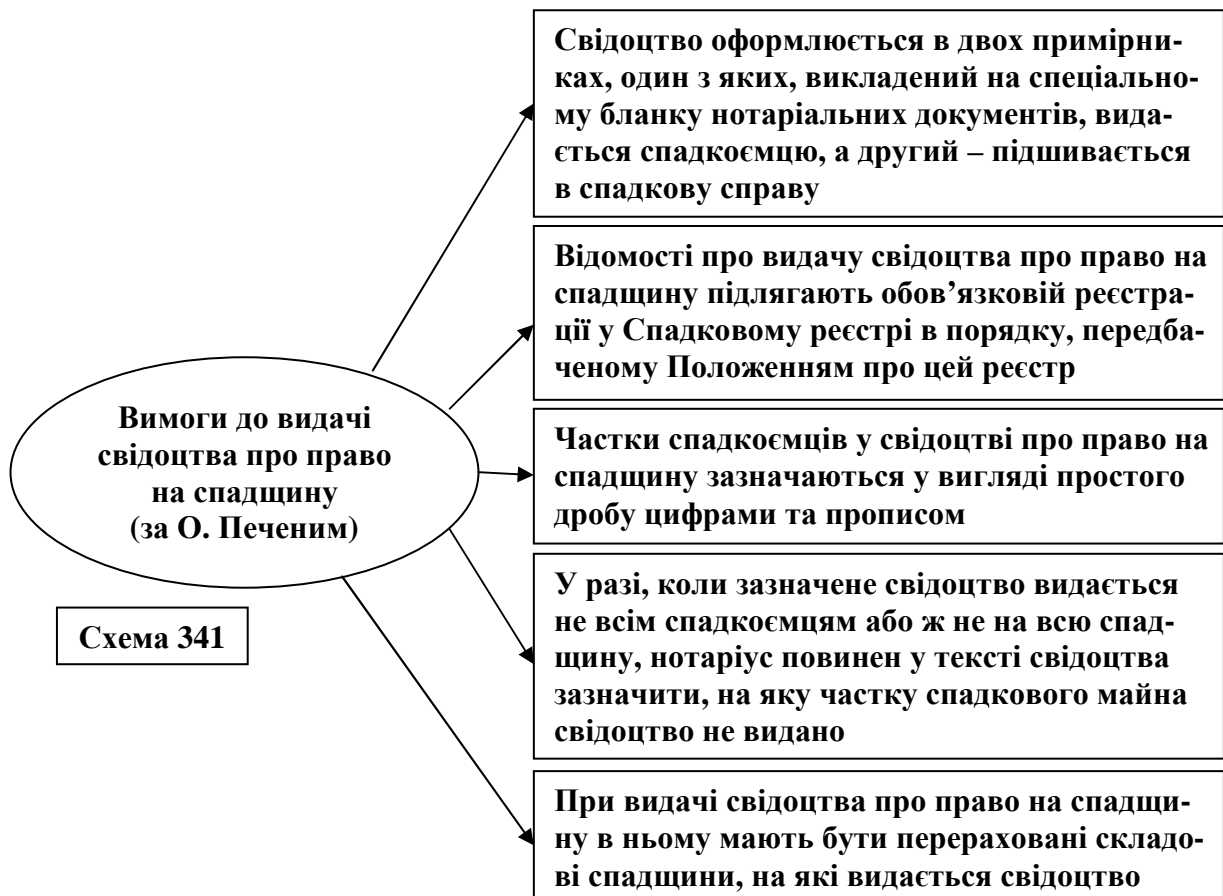 Свідоцтво оформлюється в двох примірни-
ках, один з яких, викладений на спеціально-
му бланку нотаріальних документів, вида-
ється спадкоємцю, а другий – підшивається
в спадкову справу
Відомості про видачу свідоцтва про право на
спадщину підлягають обов’язковій реєстра-
ції у Спадковому реєстрі в порядку, передба-
ченому Положенням про цей реєстр
Вимоги до видачі
свідоцтва про право
на спадщину
(за О. Печеним)
Частки спадкоємців у свідоцтві про право на
спадщину зазначаються у вигляді простого
дробу цифрами та прописом
У разі, коли зазначене свідоцтво видається
не всім спадкоємцям або ж не на всю спад-
щину, нотаріус повинен у тексті свідоцтва
зазначити, на яку частку спадкового майна
свідоцтво не видано
Схема 341
При видачі свідоцтва про право на спадщи-
ну в ньому мають бути перераховані складо-
ві спадщини, на які видається свідоцтво